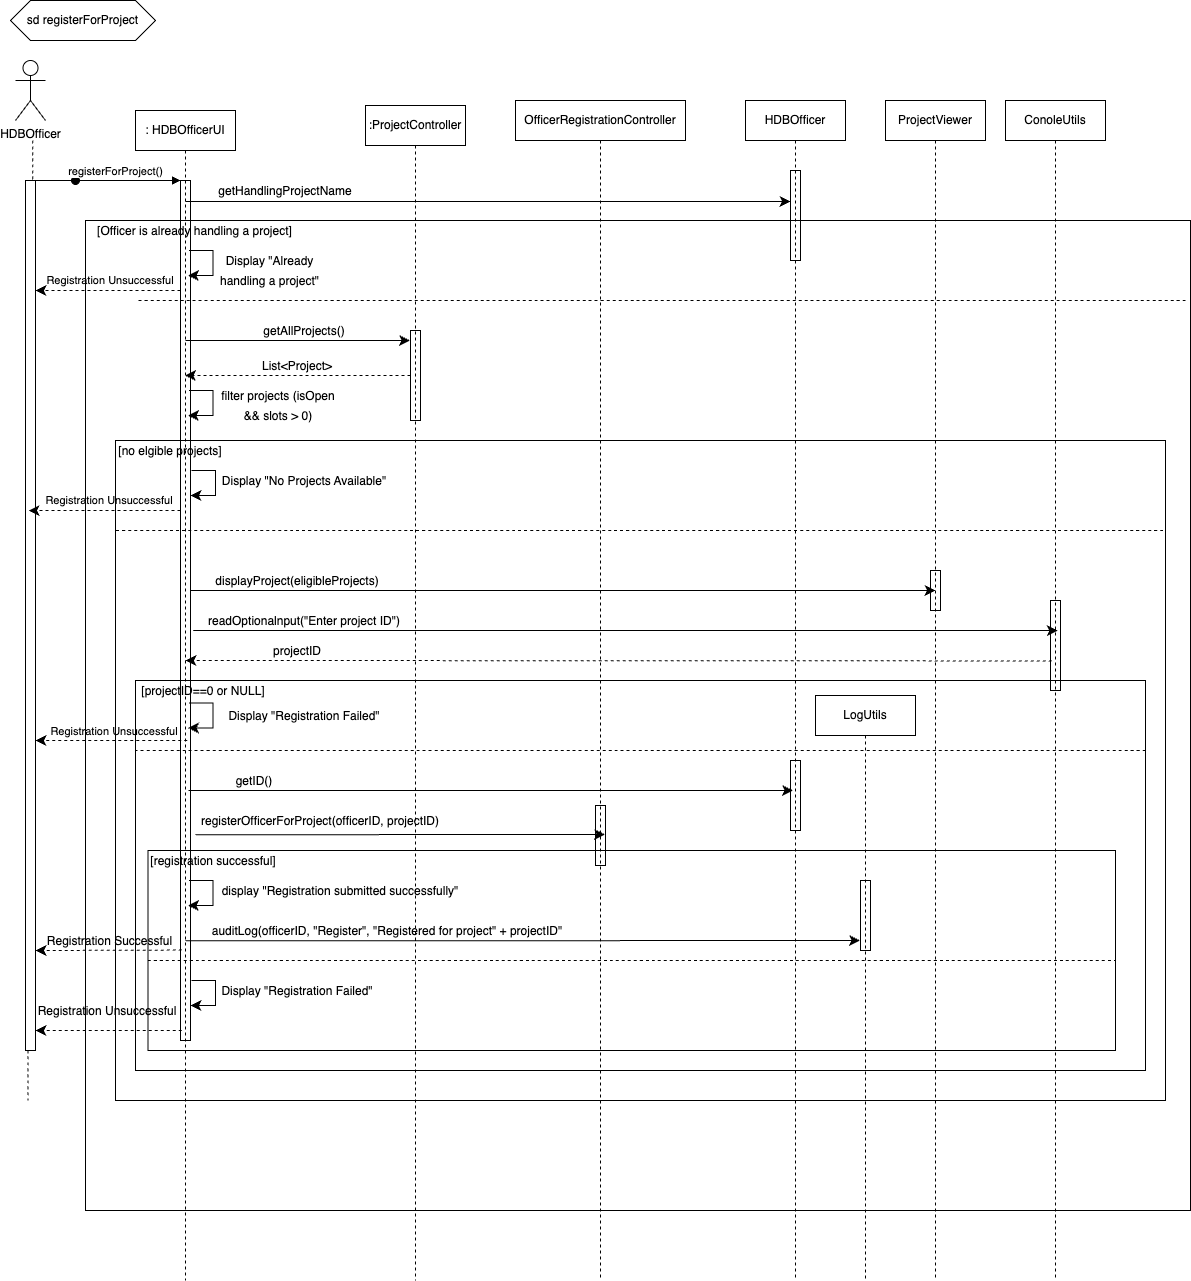 sd registerForProject
HDBOfficer
: HDBOfficerUI
:ProjectController
OfficerRegistrationController
HDBOfficer
ProjectViewer
ConoleUtils
registerForProject()
getHandlingProjectName
[Officer is already handling a project]
Display "Already
handling a project"
Registration Unsuccessful
getAllProjects()
List<Project>
filter projects (isOpen
&& slots > 0)
[no elgible projects]
Display "No Projects Available"
Registration Unsuccessful
displayProject(eligibleProjects)
readOptionalnput("Enter project ID")
projectID
[projectID==0 or NULL]
Display "Registration Failed"
LogUtils
Registration Unsuccessful
getID()
registerOfficerForProject(officerID, projectID)
[registration successful]
display "Registration submitted successfully"
auditLog(officerID, "Register", "Registered for project" + projectID"
Registration Successful
Display "Registration Failed"
Registration Unsuccessful